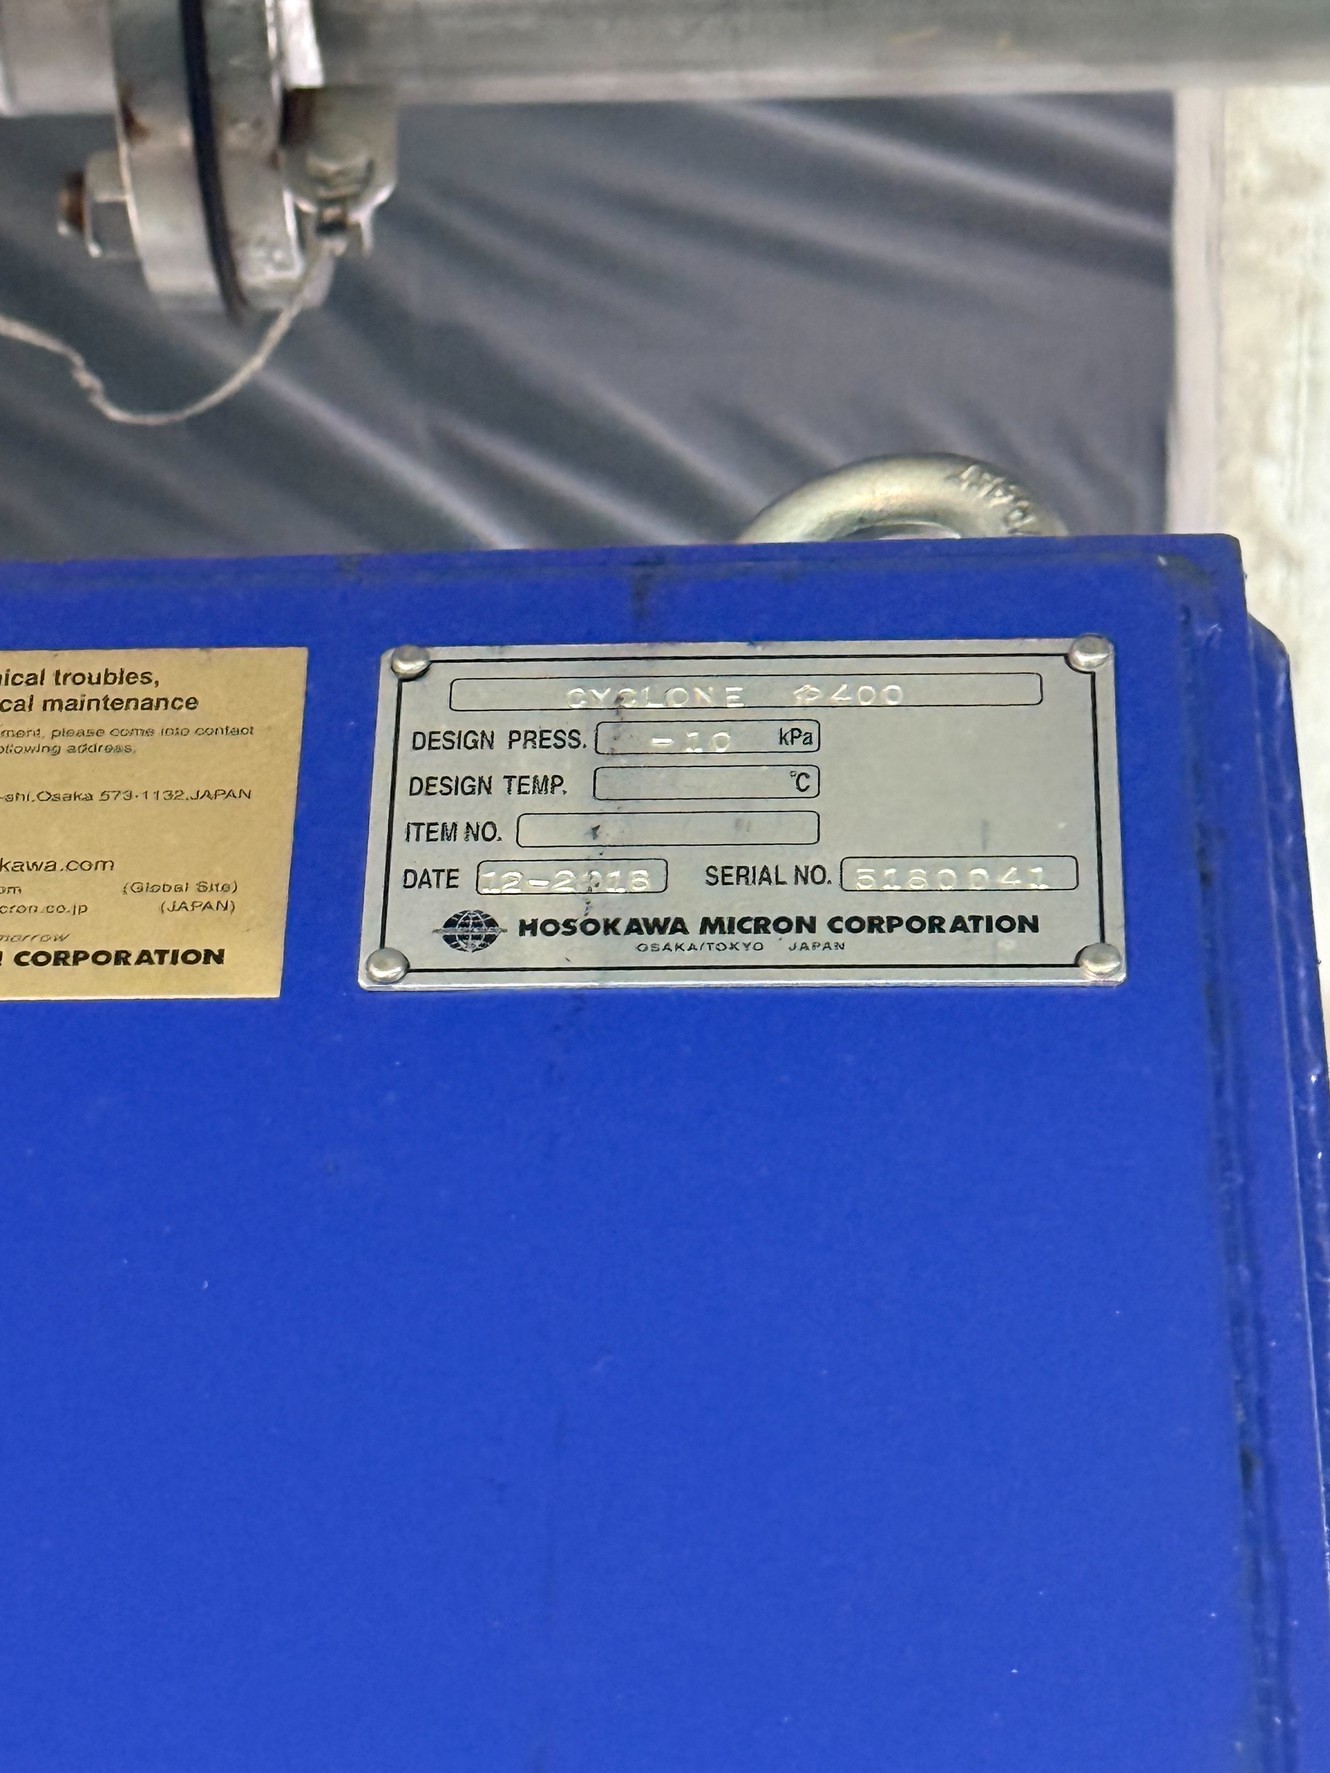 ical troubles,
cal maintenance
ment, please come into contact
ollowing address.
-shi, Osaka 573-1132, JAPAN
kawa.com
om (Global Site)
cron.co.jp (JAPAN)
morrow
CORPORATION
CYCLONE Φ400
DESIGN PRESS. -10 kPa
DESIGN TEMP. °C
ITEM NO.
DATE 12-2018 SERIAL NO. 5180041
HOSOKAWA MICRON CORPORATION
OSAKA/TOKYO JAPAN